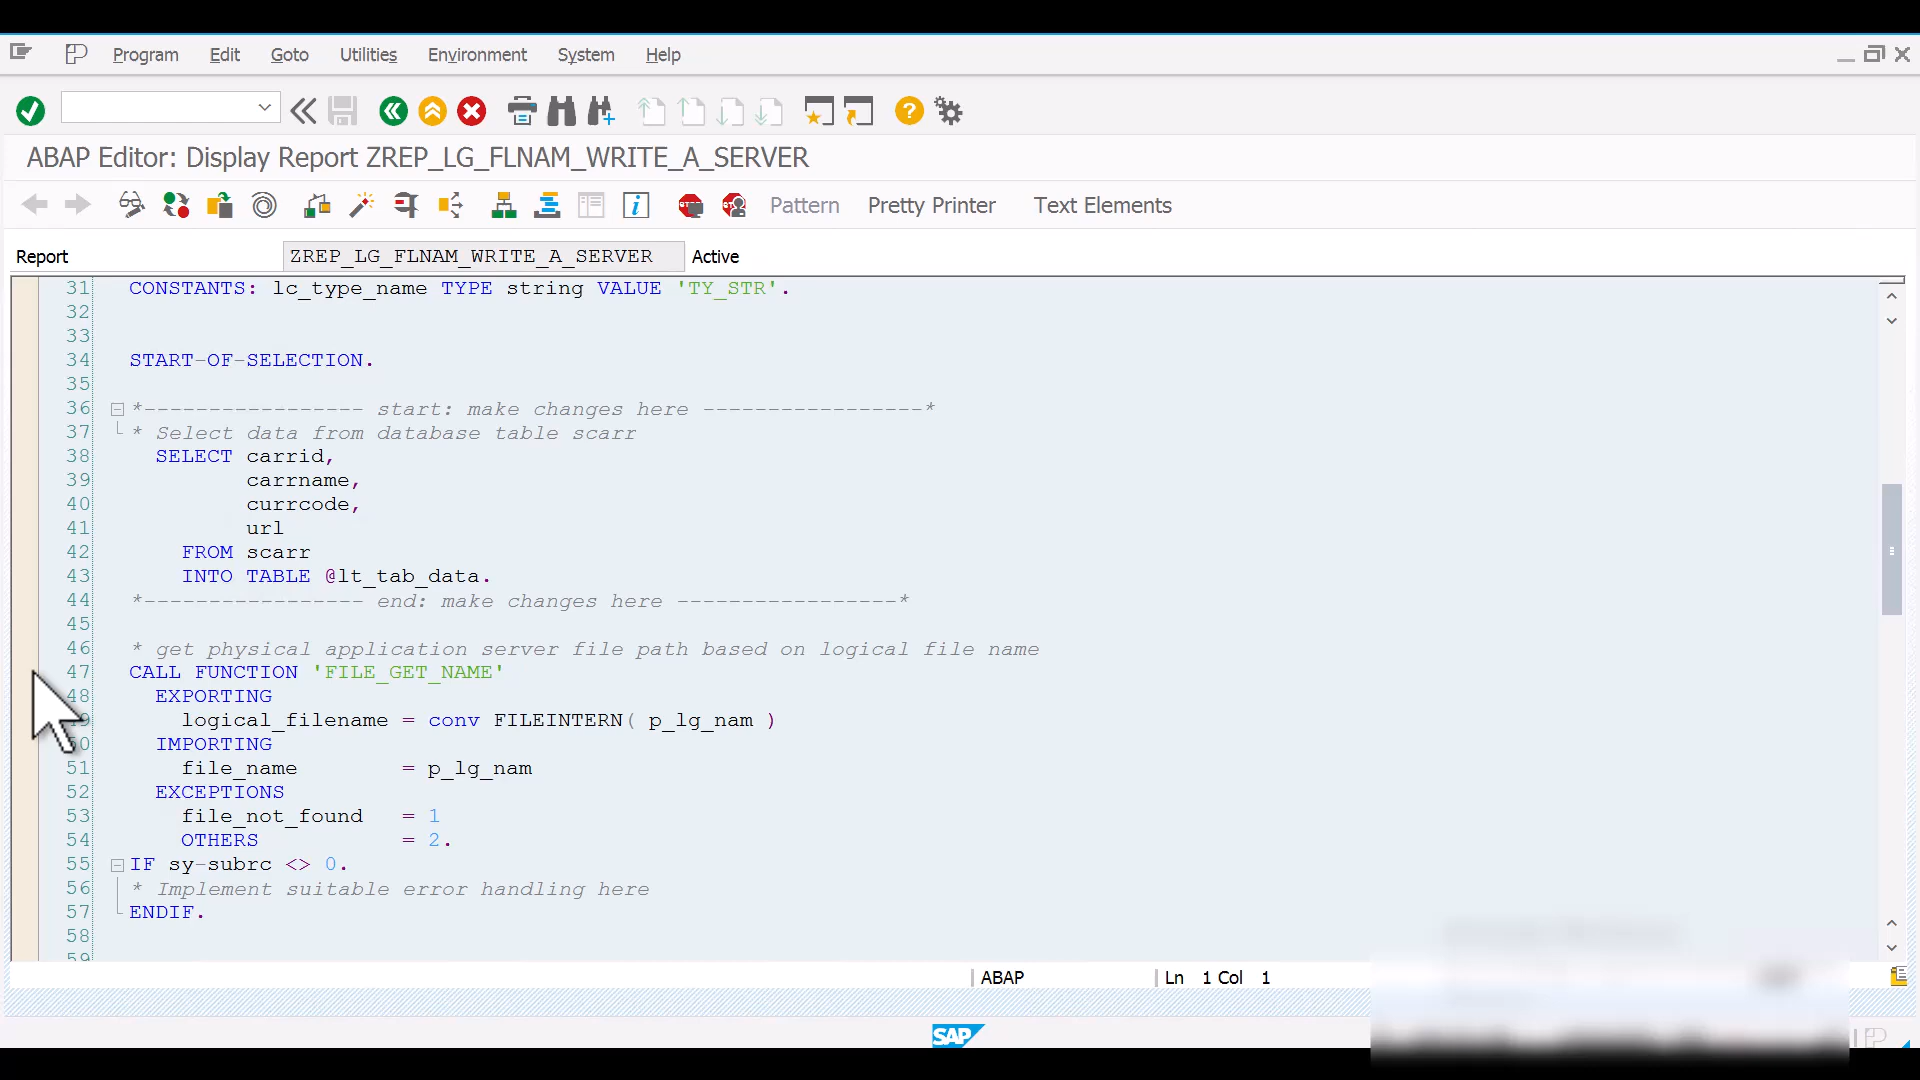 Program Edit Goto Utilities Environment System Help
ABAP Editor: Display Report ZREP_LG_FLNAM_WRITE_A_SERVER
Pattern Pretty Printer Text Elements
Report ZREP_LG_FLNAM_WRITE_A_SERVER Active
31 CONSTANTS: lc_type_name TYPE string VALUE 'TY_STR'.
32
33
34 START-OF-SELECTION.
35
36 *----------------- start: make changes here -----------------*
37 * Select data from database table scarr
38 SELECT carrid,
39 carrname,
40 currcode,
41 url
42 FROM scarr
43 INTO TABLE @lt_tab_data.
44 *----------------- end: make changes here -----------------*
45
46 * get physical application server file path based on logical file name
47 CALL FUNCTION 'FILE_GET_NAME'
48 EXPORTING
49 logical_filename = conv FILEINTERN( p_lg_nam )
50 IMPORTING
51 file_name = p_lg_nam
52 EXCEPTIONS
53 file_not_found = 1
54 OTHERS = 2.
55 IF sy-subrc <> 0.
56 * Implement suitable error handling here
57 ENDIF.
58
59
ABAP Ln 1 Col 1
SAP